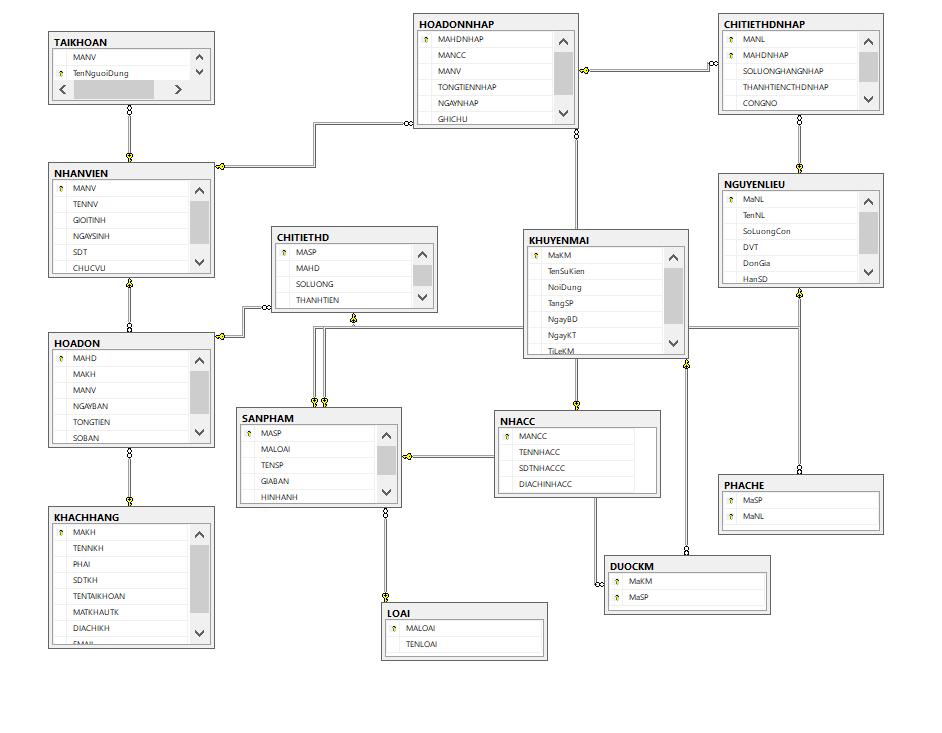 TAIKHOAN
MANV
TenNguoiDung
HOADONNHAP
MAHDNHAP
MANCC
MANV
TONGTIENNHAP
NGAYNHAP
GHICHU
CHITIETHDNHAP
MANL
MAHDNHAP
SOLUONGHANGNHAP
THANHTIENCTHDNHAP
CONGNO
NHANVIEN
MANV
TENNV
GIOITINH
NGAYSINH
SDT
CHUCVU
CHITIETHD
MASP
MAHD
SOLUONG
THANHTIEN
KHUYENMAI
MaKM
TenSuKien
NoiDung
TangSP
NgayBD
NgayKT
TiLeKM
NGUYENLIEU
MaNL
TenNL
SoLuongCon
DVT
DonGia
HanSD
HOADON
MAHD
MAKH
MANV
NGAYBAN
TONGTIEN
SOBAN
SANPHAM
MASP
MALOAI
TENSP
GIABAN
HINHANH
NHACC
MANCC
TENNHACC
SDTNHACCC
DIACHINHACC
PHACHE
MaSP
MaNL
KHACHHANG
MAKH
TENNKH
PHAI
SDTKH
TENTAIKHOAN
MATKHAUTK
DIACHIKH
EMAIL
DUOCKM
MaKM
MaSP
LOAI
MALOAI
TENLOAI